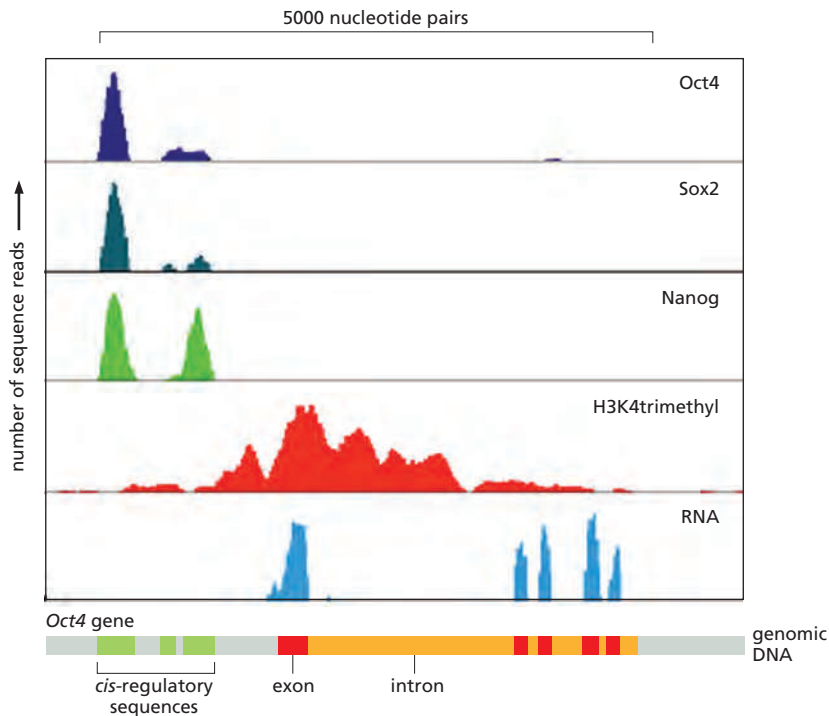 5000 nucleotide pairs
Oct4
Sox2
Nanog
H3K4trimethyl
RNA
number of sequence reads
Oct4 gene
genomic
DNA
cis-regulatory
sequences
exon
intron